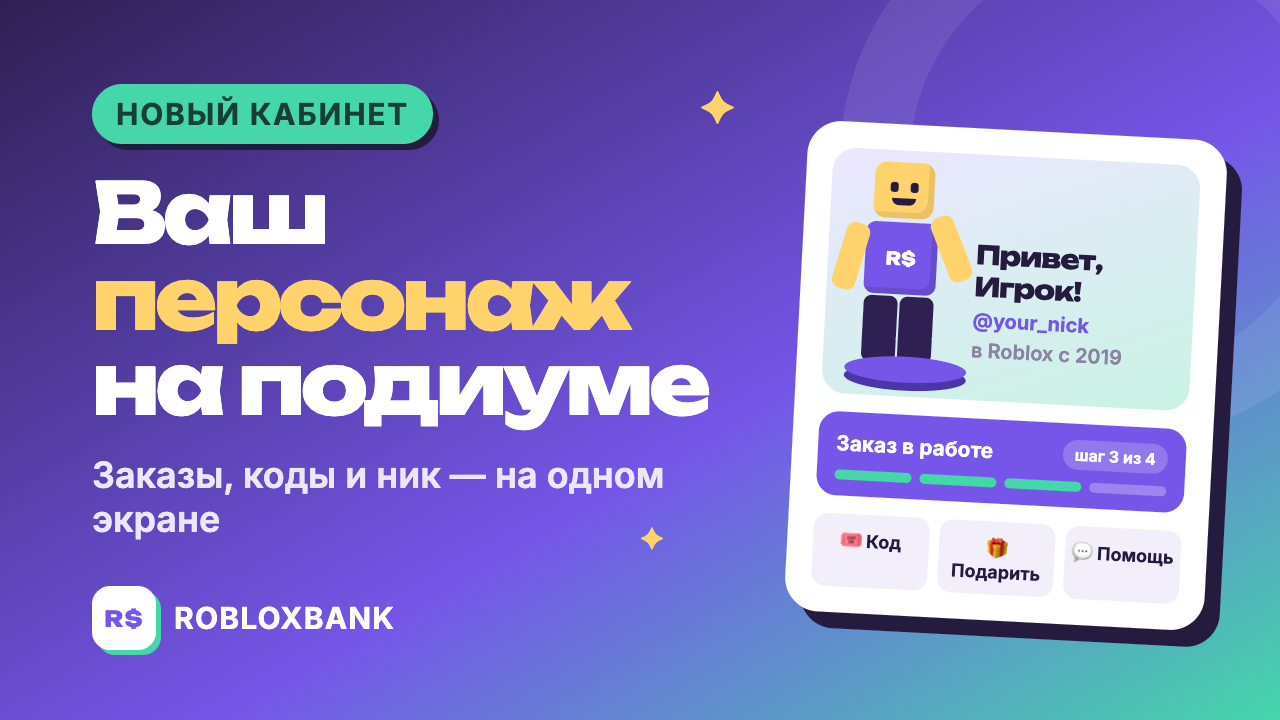 НОВЫЙ КАБИНЕТ
Ваш
персонаж
на подиуме
Заказы, коды и ник — на одном
экране
R$ ROBLOXBANK
R$
Привет,
Игрок!
@your_nick
в Roblox с 2019
Заказ в работе
шаг 3 из 4
Код
Подарить
Помощь